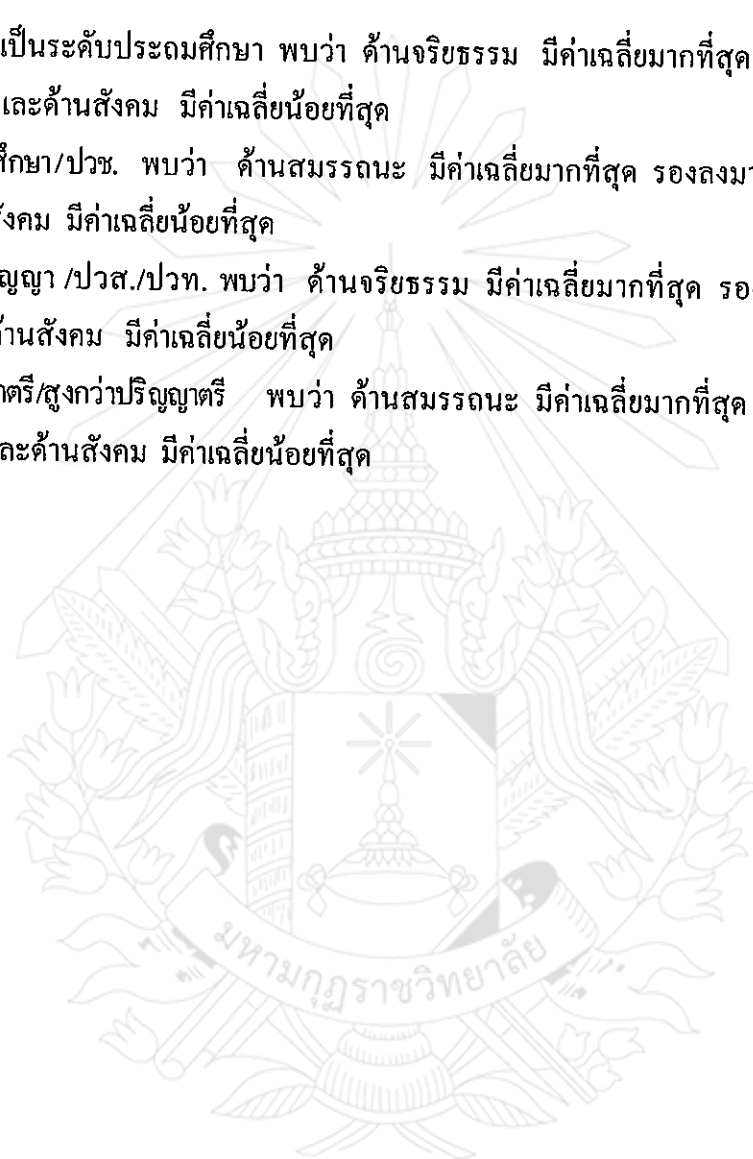 เป็นระดับประถมศึกษา พบว่า ด้านจริยธรรม มีค่าเฉลี่ยมากที่สุด
และด้านสังคม มีค่าเฉลี่ยน้อยที่สุด
ศึกษา/ปวช. พบว่า ด้านสมรรถนะ มีค่าเฉลี่ยมากที่สุด รองลงมา
สังคม มีค่าเฉลี่ยน้อยที่สุด
ญญา /ปวส./ปวท. พบว่า ด้านจริยธรรม มีค่าเฉลี่ยมากที่สุด รอ
ด้านสังคม มีค่าเฉลี่ยน้อยที่สุด
าตรี/สูงกว่าปริญญาตรี พบว่า ด้านสมรรถนะ มีค่าเฉลี่ยมากที่สุด
ละด้านสังคม มีค่าเฉลี่ยน้อยที่สุด
มหามกุฏราชวิทยาลัย